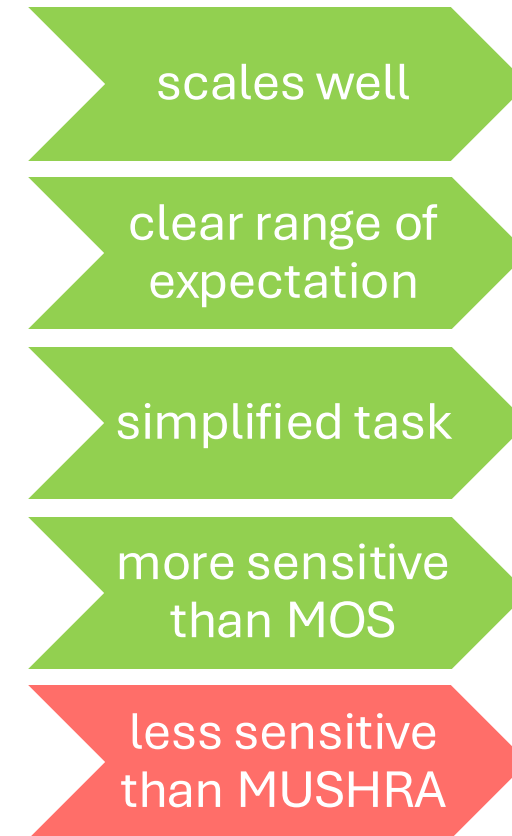 scales well
clear range of
expectation
simplified task
more sensitive
than MOS
less sensitive
than MUSHRA